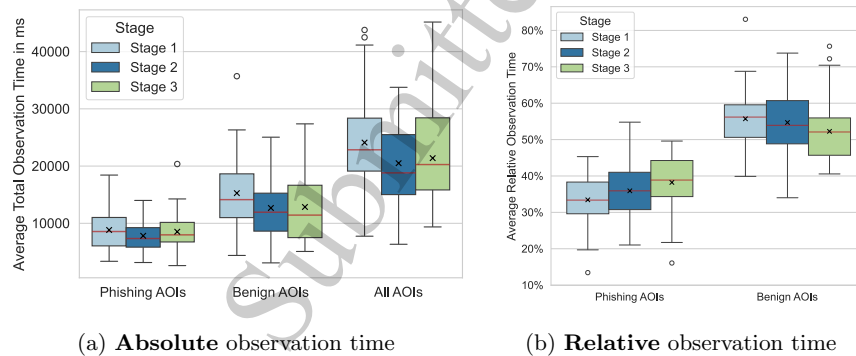 Stage
Stage 1
Stage 2
Stage 3
40000
30000
20000
10000
Average Total Observation Time in ms
Phishing AOIs
Benign AOIs
All AOIs
(a) Absolute observation time
Stage
Stage 1
Stage 2
Stage 3
80%
70%
60%
50%
40%
30%
20%
10%
Average Relative Observation Time
Phishing AOIs
Benign AOIs
(b) Relative observation time
Submitte